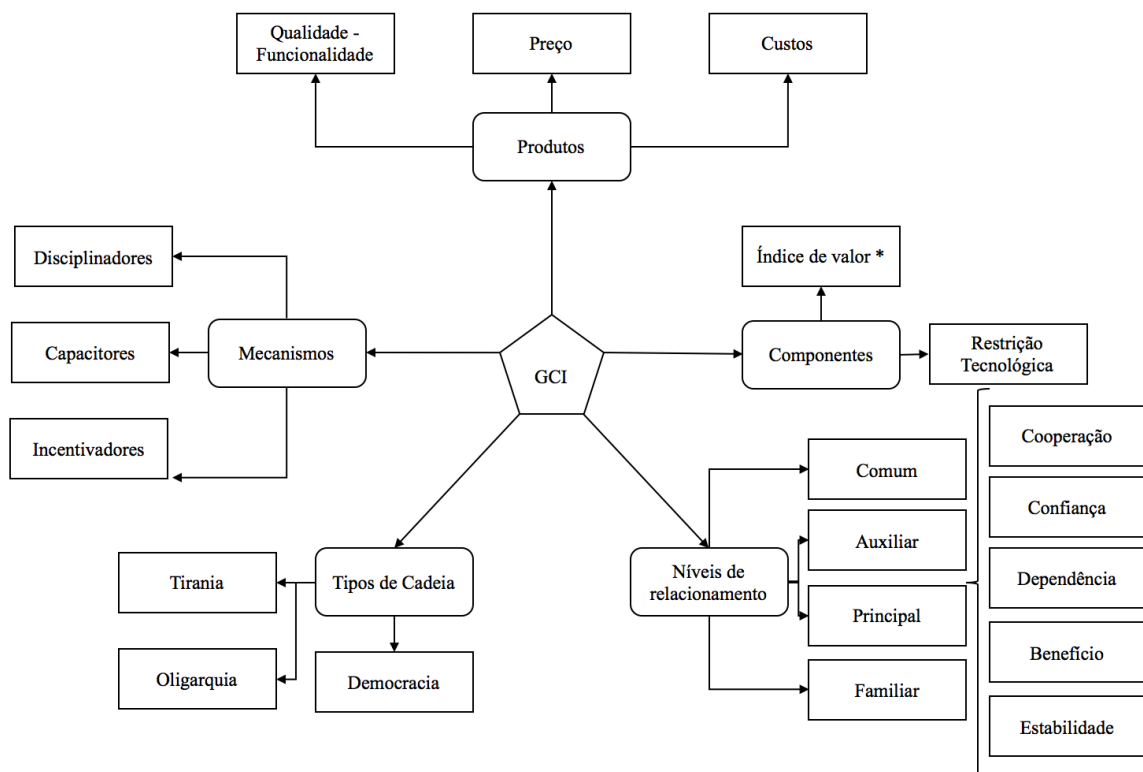 Qualidade -
Funcionalidade
Preço
Custos
Produtos
Disciplinadores
Índice de valor *
Capacitores
Mecanismos
GCI
Componentes
Restrição
Tecnológica
Incentivadores
Cooperação
Comum
Confiança
Auxiliar
Tirania
Tipos de Cadeia
Níveis de
relacionamento
Dependência
Principal
Benefício
Oligarquia
Democracia
Familiar
Estabilidade